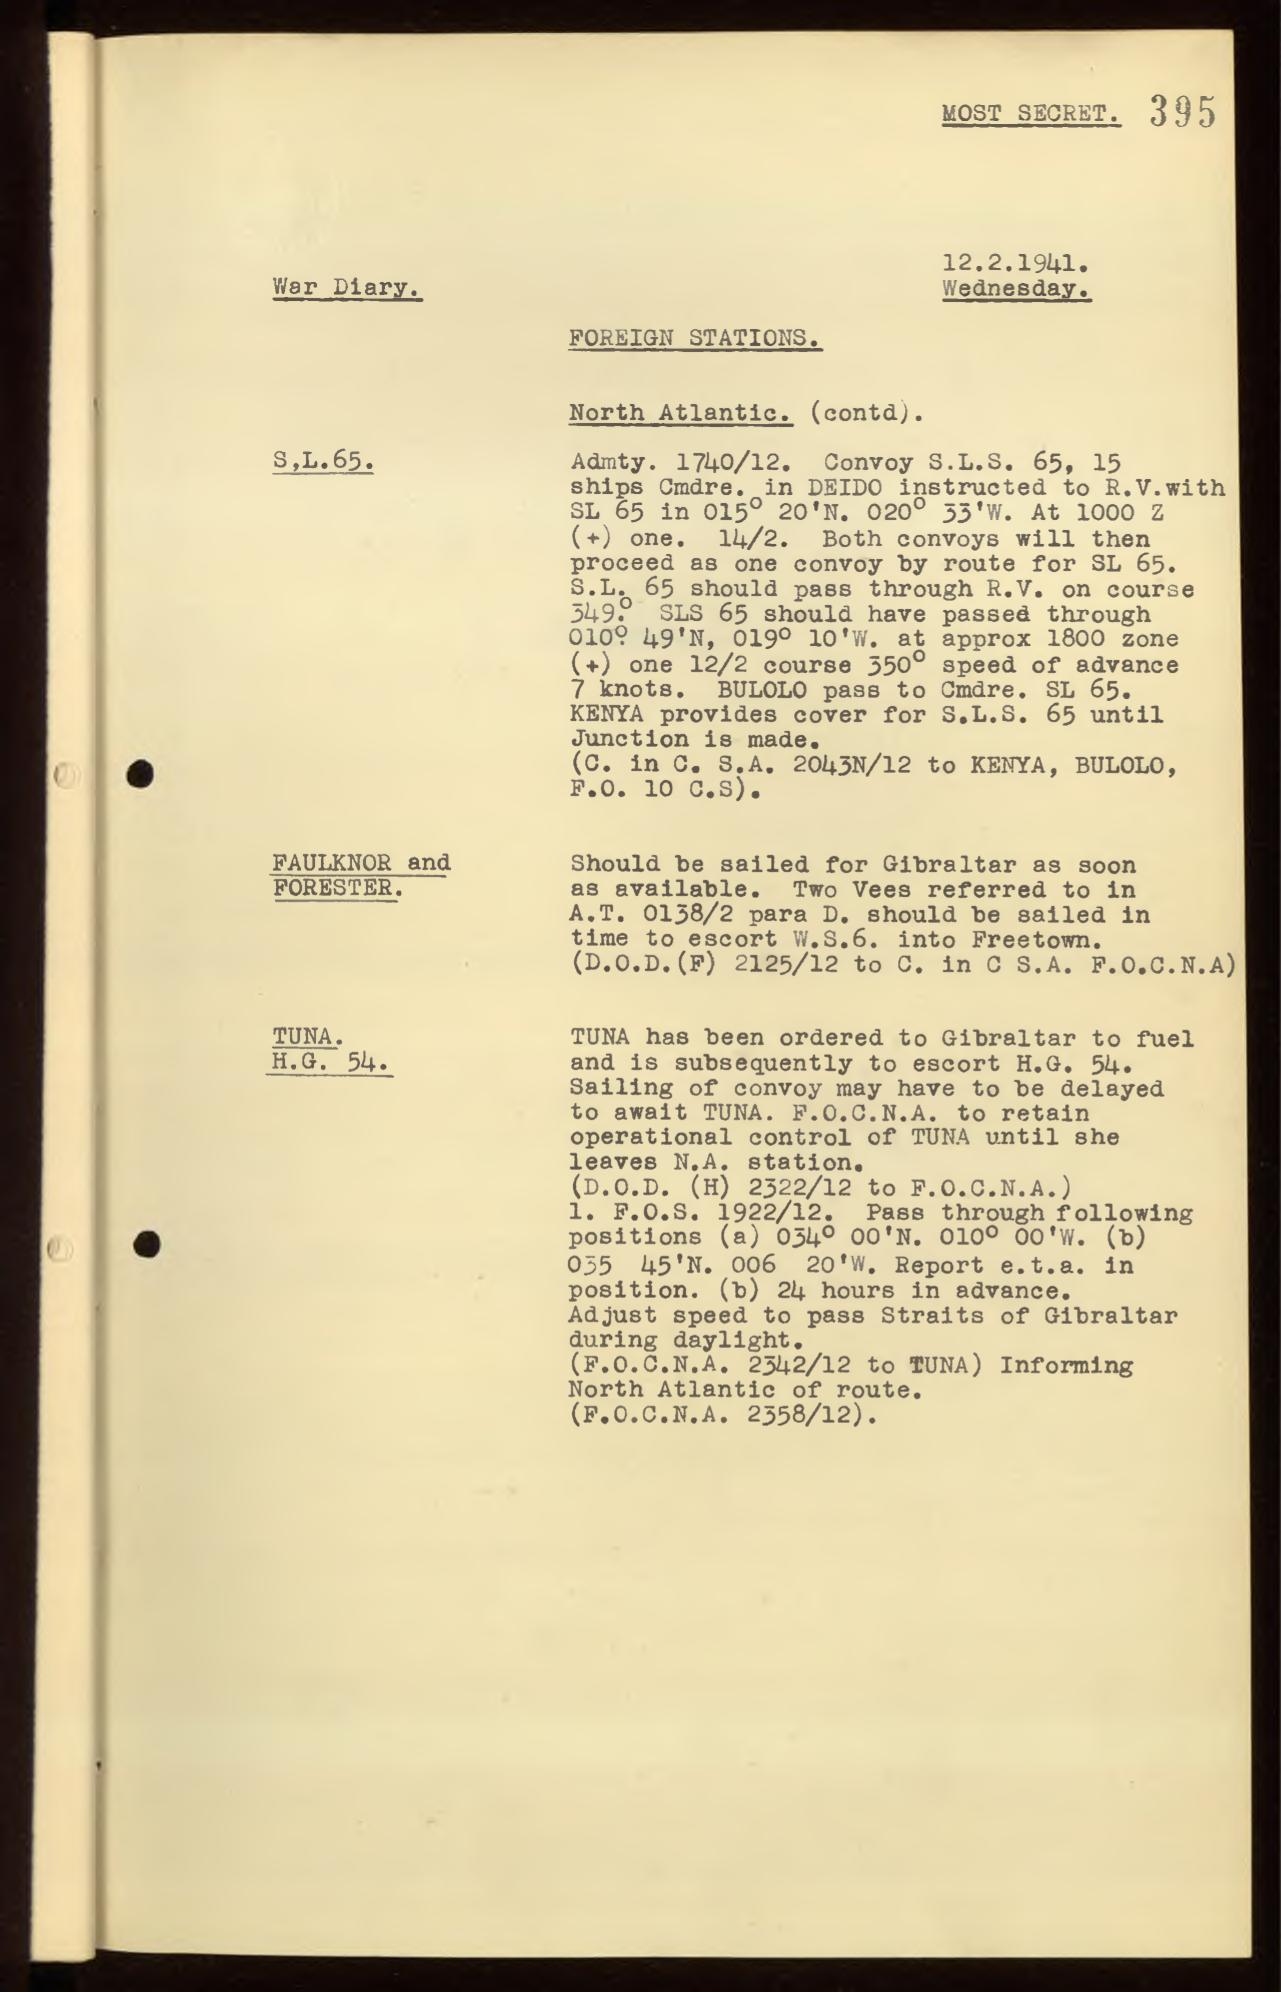 MOST SECRET. 395
12.2.1941.
War Diary. Wednesday.
FOREIGN STATIONS.
North Atlantic. (contd).
S,L.65. Admty. 1740/12. Convoy S.L.S. 65, 15
ships Cmdre. in DEIDO instructed to R.V.with
SL 65 in 015° 20'N. 020° 33'W. At 1000 Z
(+) one. 14/2. Both convoys will then
proceed as one convoy by route for SL 65.
S.L. 65 should pass through R.V. on course
349.° SLS 65 should have passed through
010° 49'N, 019° 10'W. at approx 1800 zone
(+) one 12/2 course 350° speed of advance
7 knots. BULOLO pass to Cmdre. SL 65.
KENYA provides cover for S.L.S. 65 until
Junction is made.
(C. in C. S.A. 2043N/12 to KENYA, BULOLO,
F.O. 10 C.S).
FAULKNOR and Should be sailed for Gibraltar as soon
FORESTER. as available. Two Vees referred to in
A.T. 0138/2 para D. should be sailed in
time to escort W.S.6. into Freetown.
(D.O.D.(F) 2125/12 to C. in C S.A. F.O.C.N.A)
TUNA. TUNA has been ordered to Gibraltar to fuel
H.G. 54. and is subsequently to escort H.G. 54.
Sailing of convoy may have to be delayed
to await TUNA. F.O.C.N.A. to retain
operational control of TUNA until she
leaves N.A. station.
(D.O.D. (H) 2322/12 to F.O.C.N.A.)
1. F.O.S. 1922/12. Pass through following
positions (a) 034° 00'N. 010° 00'W. (b)
035 45'N. 006 20'W. Report e.t.a. in
position. (b) 24 hours in advance.
Adjust speed to pass Straits of Gibraltar
during daylight.
(F.O.C.N.A. 2342/12 to TUNA) Informing
North Atlantic of route.
(F.O.C.N.A. 2358/12).